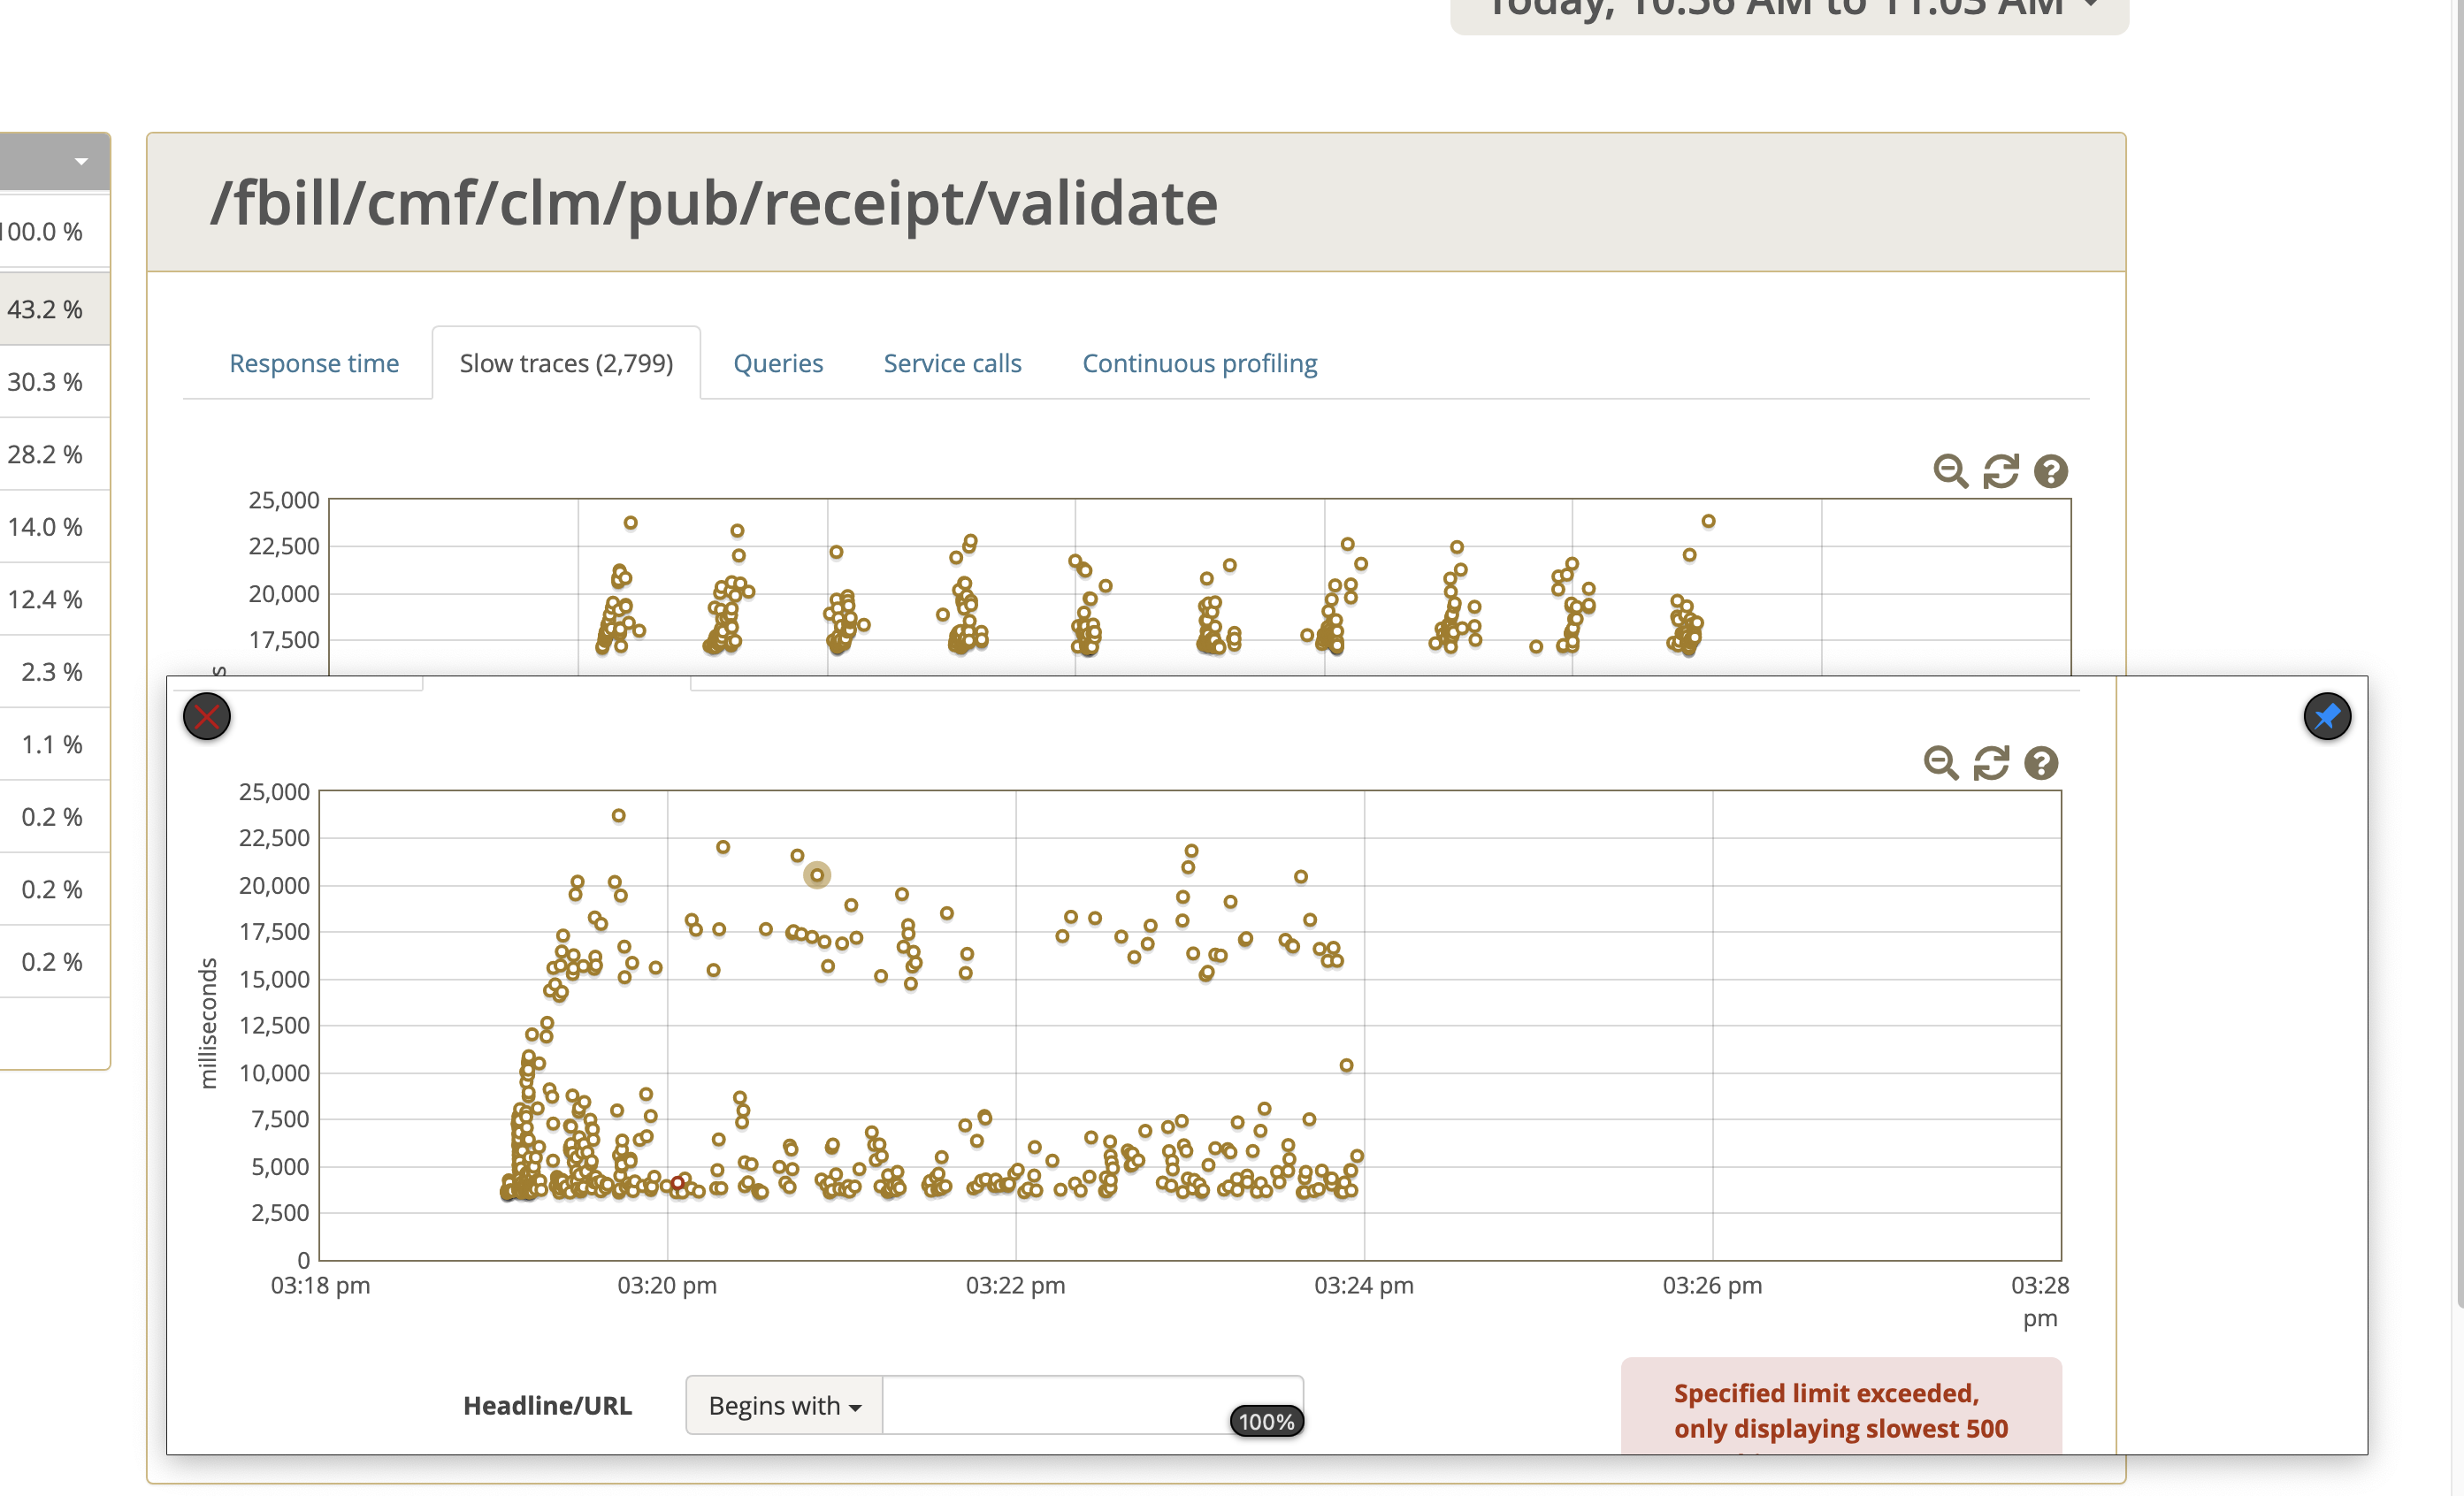 Today, 10:36 AM to 11:03 AM
/fbill/cmf/clm/pub/receipt/validate
100.0 %
43.2 %
30.3 %
28.2 %
14.0 %
12.4 %
2.3 %
1.1 %
0.2 %
0.2 %
0.2 %
Response time
Slow traces (2,799)
Queries
Service calls
Continuous profiling
25,000
22,500
20,000
17,500
25,000
22,500
20,000
17,500
15,000
12,500
10,000
7,500
5,000
2,500
0
milliseconds
03:18 pm
03:20 pm
03:22 pm
03:24 pm
03:26 pm
03:28
pm
Headline/URL
Begins with
100%
Specified limit exceeded,
only displaying slowest 500